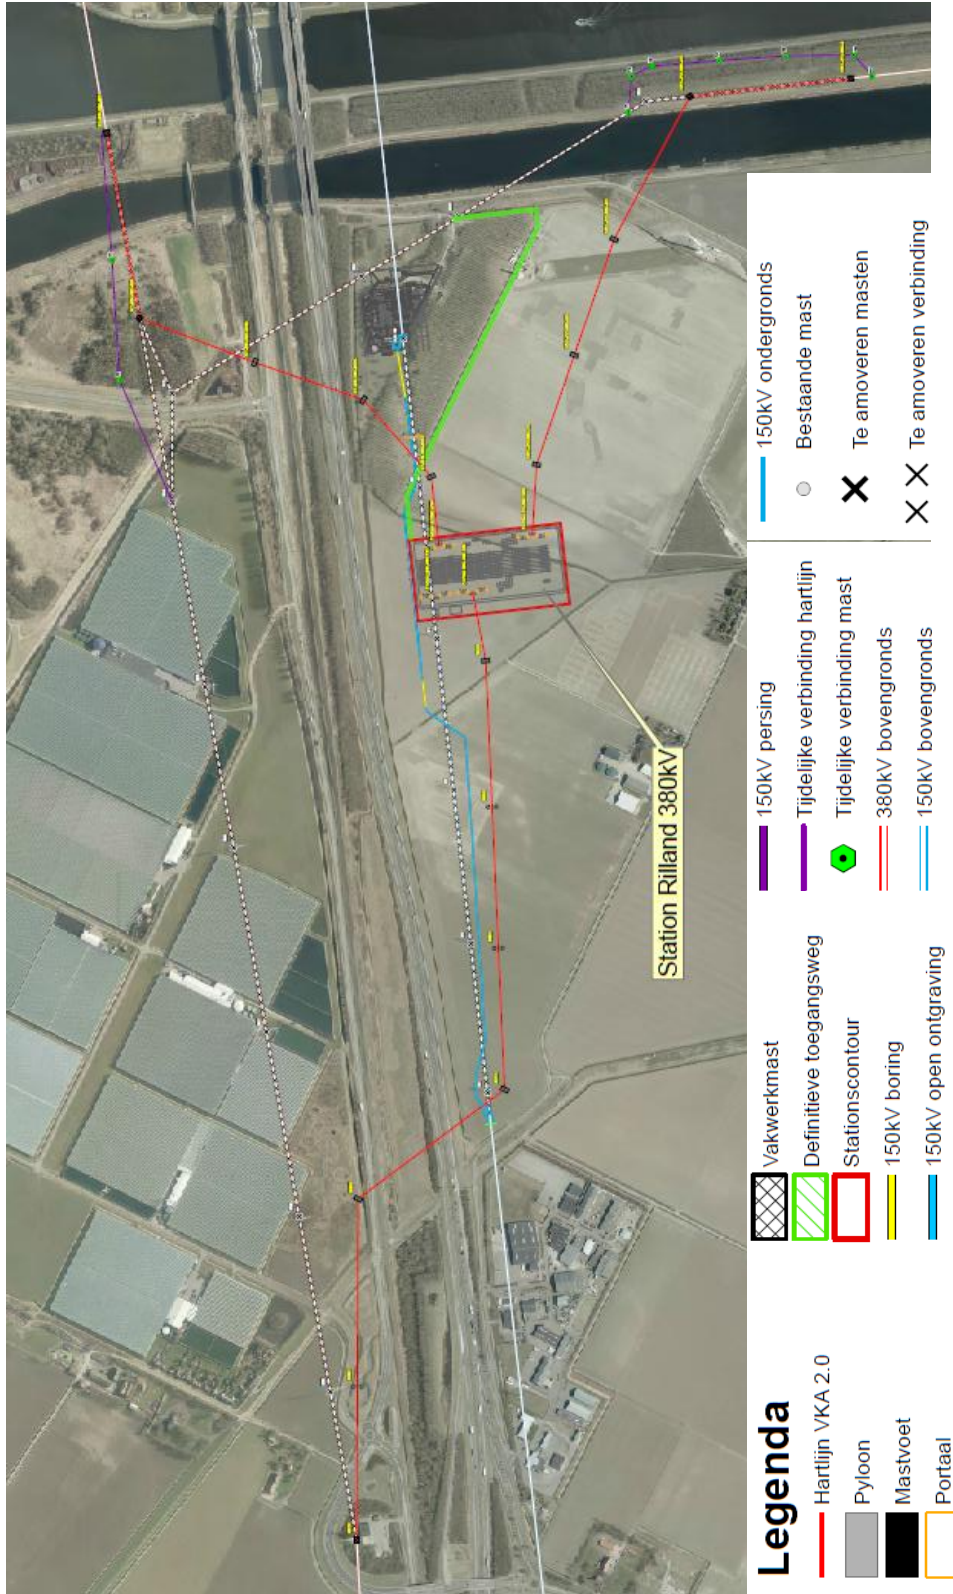 Station Rilland 380kV
Legenda
Hartlijn VKA 2.0
Pyloon
Mastvoet
Portaal
Vakwerkmast
Definitieve toegangsweg
Stationscontour
150kV boring
150kV open ontgraving
150kV persing
Tijdelijke verbinding hartlijn
Tijdelijke verbinding mast
380kV bovengronds
150kV bovengronds
150kV ondergronds
Bestaande mast
Te amoveren masten
Te amoveren verbinding